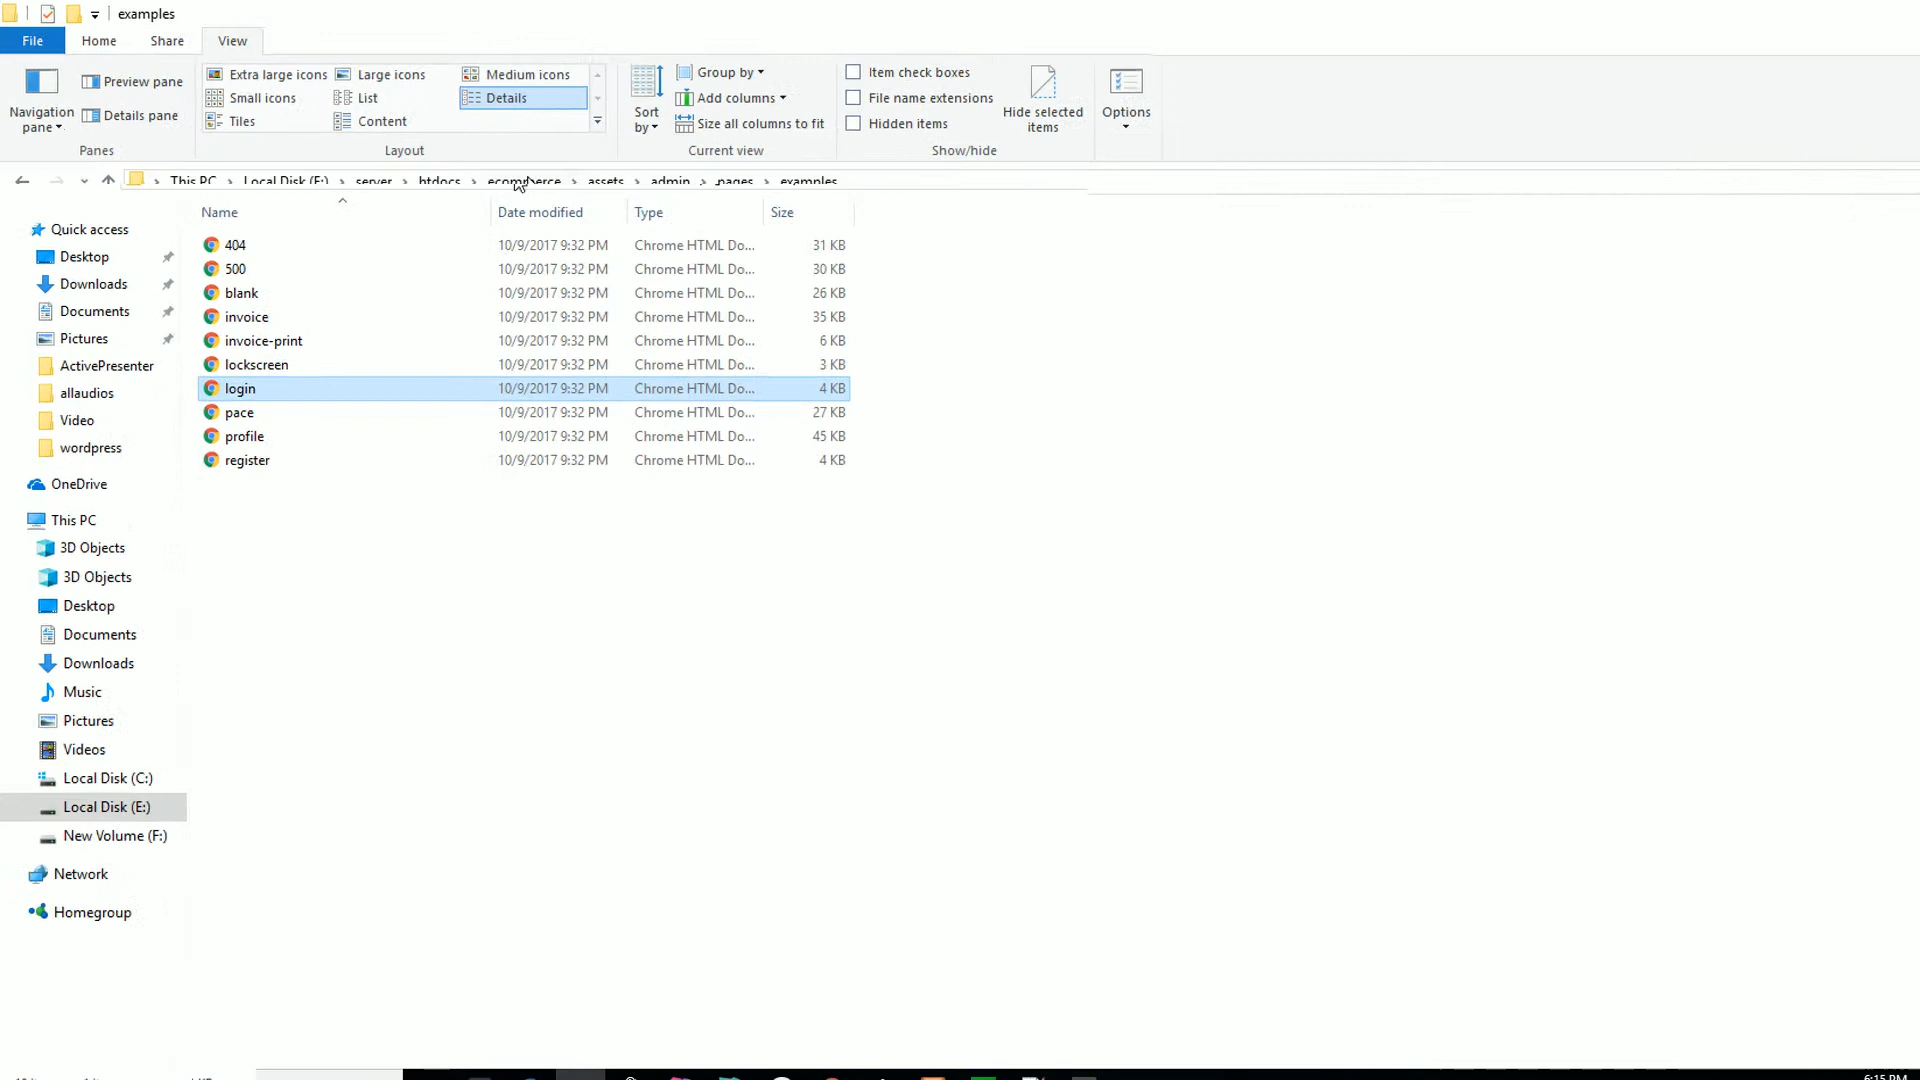 examples
File Home Share View
Navigation pane
Preview pane
Details pane
Panes
Extra large icons Large icons Medium icons
Small icons List Details
Tiles Content
Layout
Sort by
Group by
Add columns
Size all columns to fit
Current view
Item check boxes
File name extensions
Hidden items
Hide selected items
Show/hide
Options
This PC > Local Disk (E:) > server > htdocs > ecommerce > assets > admin > pages > examples
Name Date modified Type Size
404 10/9/2017 9:32 PM Chrome HTML Do... 31 KB
500 10/9/2017 9:32 PM Chrome HTML Do... 30 KB
blank 10/9/2017 9:32 PM Chrome HTML Do... 26 KB
invoice 10/9/2017 9:32 PM Chrome HTML Do... 35 KB
invoice-print 10/9/2017 9:32 PM Chrome HTML Do... 6 KB
lockscreen 10/9/2017 9:32 PM Chrome HTML Do... 3 KB
login 10/9/2017 9:32 PM Chrome HTML Do... 4 KB
pace 10/9/2017 9:32 PM Chrome HTML Do... 27 KB
profile 10/9/2017 9:32 PM Chrome HTML Do... 45 KB
register 10/9/2017 9:32 PM Chrome HTML Do... 4 KB
Quick access
Desktop
Downloads
Documents
Pictures
ActivePresenter
allaudios
Video
wordpress
OneDrive
This PC
3D Objects
3D Objects
Desktop
Documents
Downloads
Music
Pictures
Videos
Local Disk (C:)
Local Disk (E:)
New Volume (F:)
Network
Homegroup
6:15 PM